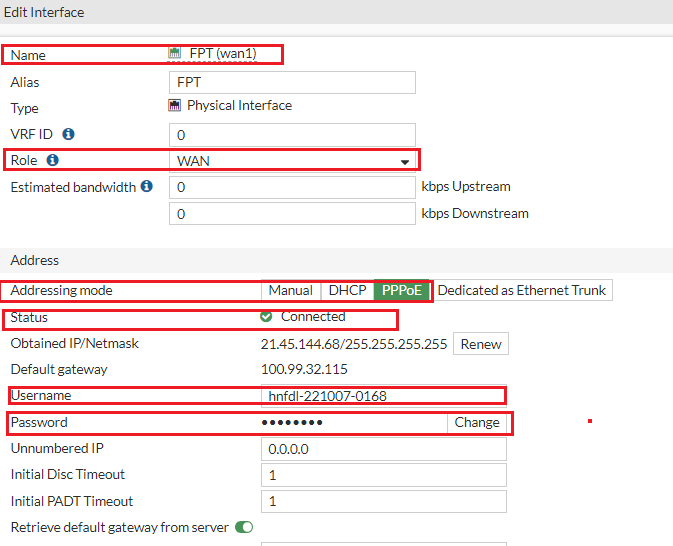 Edit Interface
Name FPT (wan1)
Alias FPT
Type Physical Interface
VRF ID 0
Role WAN
Estimated bandwidth 0 kbps Upstream
0 kbps Downstream
Address
Addressing mode Manual DHCP PPPoE Dedicated as Ethernet Trunk
Status Connected
Obtained IP/Netmask 21.45.144.68/255.255.255.255 Renew
Default gateway 100.99.32.115
Username hnfdl-221007-0168
Password •••••••• Change
Unnumbered IP 0.0.0.0
Initial Disc Timeout 1
Initial PADT Timeout 1
Retrieve default gateway from server